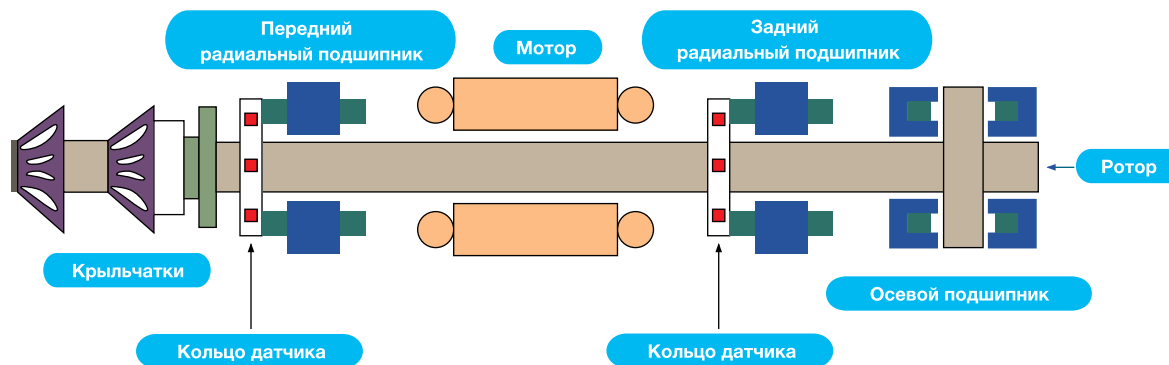 Передний
радиальный подшипник
Мотор
Задний
радиальный подшипник
Ротор
Крыльчатки
Осевой подшипник
Кольцо датчика
Кольцо датчика